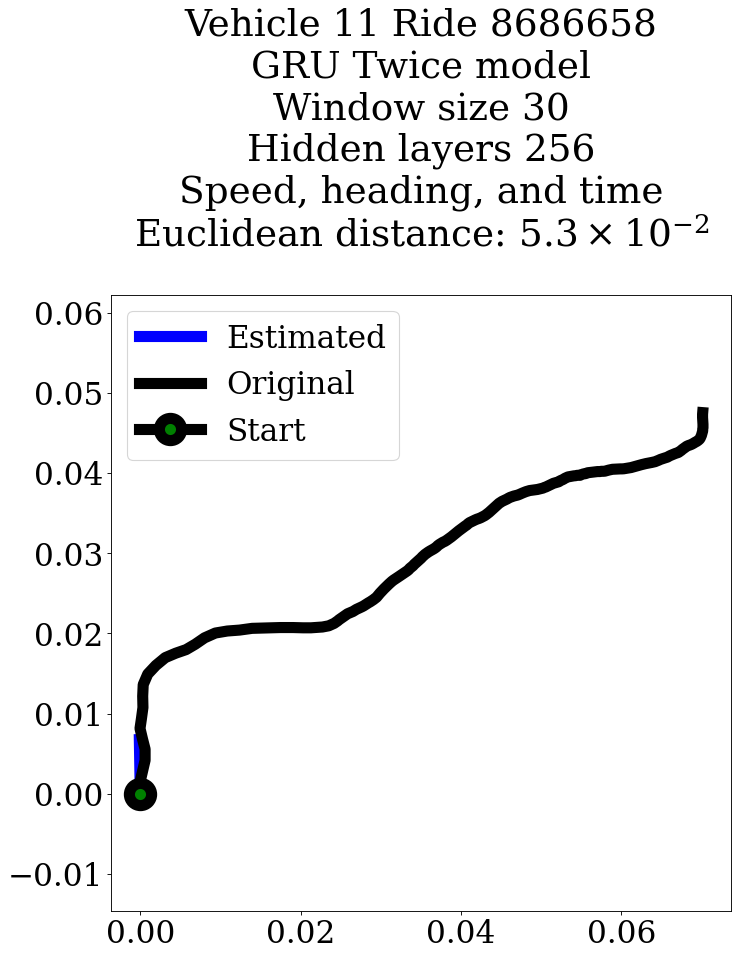 Vehicle 11 Ride 8686658
GRU Twice model
Window size 30
Hidden layers 256
Speed, heading, and time
Euclidean distance: 5.3 × 10⁻²
Estimated
Original
Start
0.06
0.05
0.04
0.03
0.02
0.01
0.00
−0.01
0.00 0.02 0.04 0.06